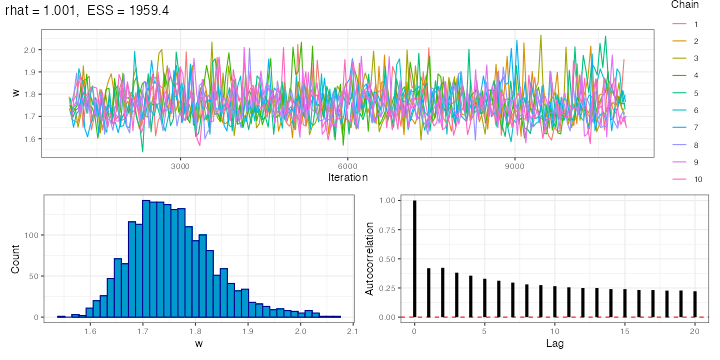 rhat = 1.001, ESS = 1959.4
Chain
1
2
3
4
5
6
7
8
9
10
w
2.0
1.9
1.8
1.7
1.6
3000 6000 9000
Iteration
Count
100
50
0
1.6 1.7 1.8 1.9 2.0 2.1
w
Autocorrelation
1.00
0.75
0.50
0.25
0.00
0 5 10 15 20
Lag